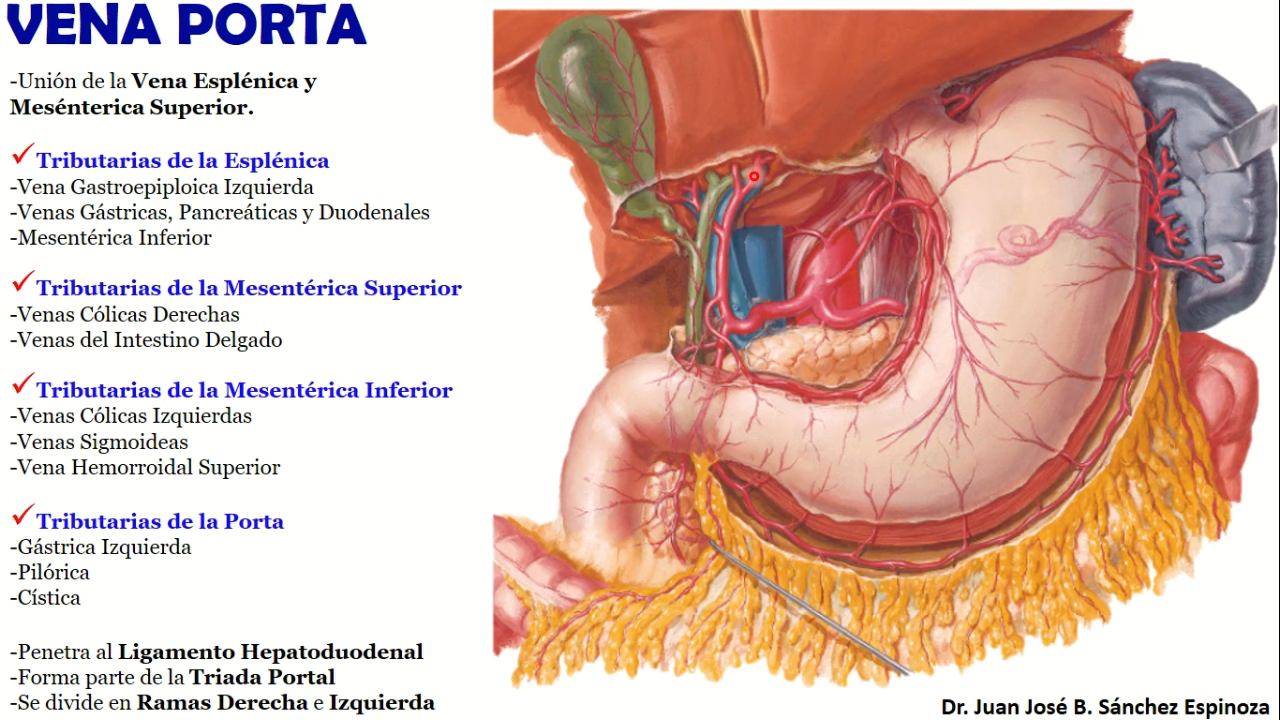 VENA PORTA
-Unión de la Vena Esplénica y
Mesénterica Superior.
Tributarias de la Esplénica
-Vena Gastroepiploica Izquierda
-Venas Gástricas, Pancreáticas y Duodenales
-Mesentérica Inferior
Tributarias de la Mesentérica Superior
-Venas Cólicas Derechas
-Venas del Intestino Delgado
Tributarias de la Mesentérica Inferior
-Venas Cólicas Izquierdas
-Venas Sigmoideas
-Vena Hemorroidal Superior
Tributarias de la Porta
-Gástrica Izquierda
-Pilórica
-Cística
-Penetra al Ligamento Hepatoduodenal
-Forma parte de la Triada Portal
-Se divide en Ramas Derecha e Izquierda
Dr. Juan José B. Sánchez Espinoza